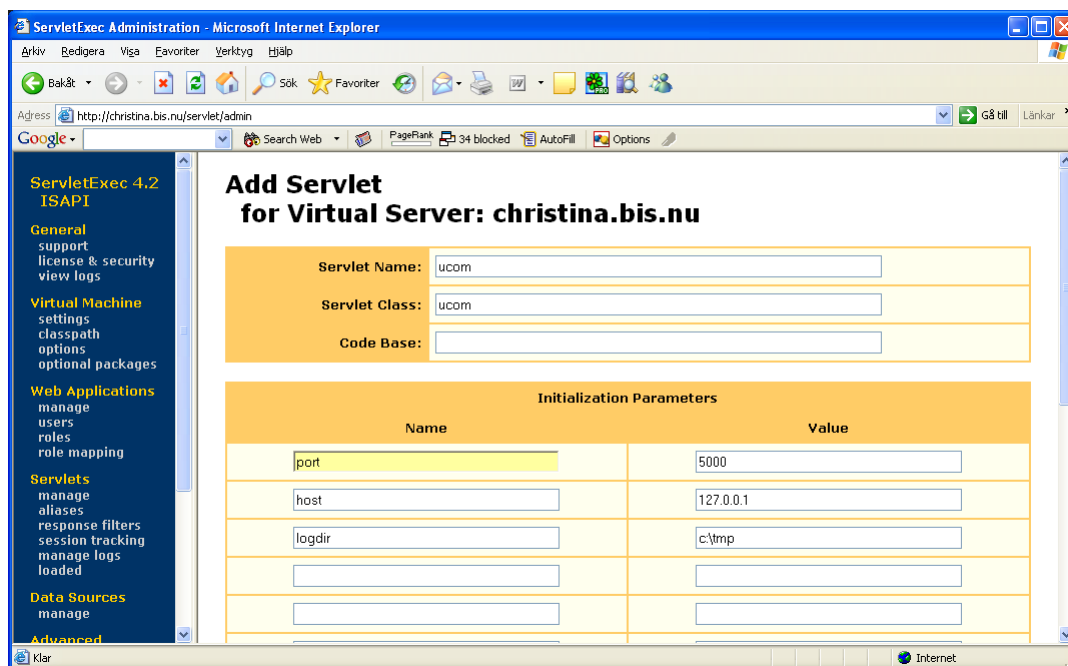 ServletExec Administration - Microsoft Internet Explorer
Arkiv Redigera Visa Favoriter Verktyg Hjälp
Bakåt Sök Favoriter
Adress http://christina.bis.nu/servlet/admin Gå till Länkar
Google Search Web PageRank 34 blocked AutoFill Options
ServletExec 4.2
ISAPI
General
support
license & security
view logs
Virtual Machine
settings
classpath
options
optional packages
Web Applications
manage
users
roles
role mapping
Servlets
manage
aliases
response filters
session tracking
manage logs
loaded
Data Sources
manage
Advanced
Add Servlet
for Virtual Server: christina.bis.nu
Servlet Name: ucom
Servlet Class: ucom
Code Base:
Initialization Parameters
Name Value
port 5000
host 127.0.0.1
logdir c:\tmp
Klar Internet